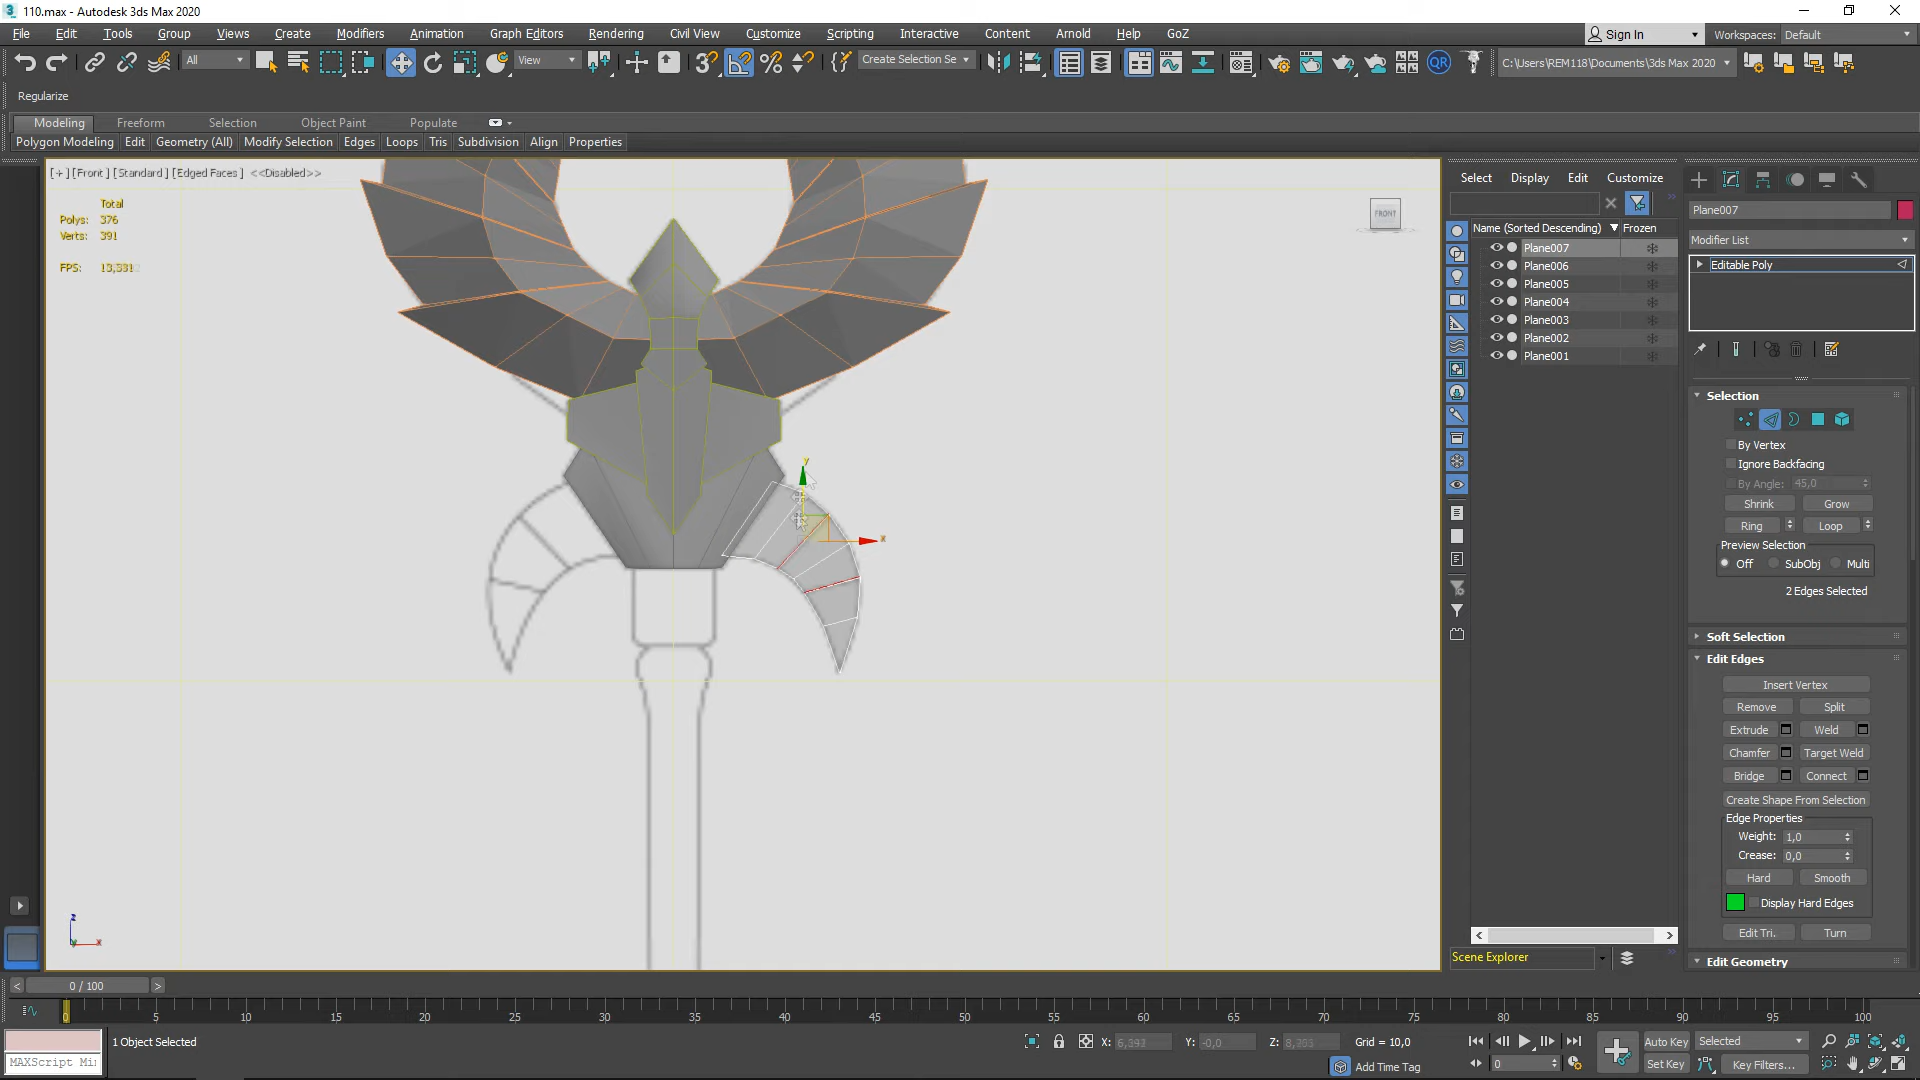 110.max - Autodesk 3ds Max 2020
File Edit Tools Group Views Create Modifiers Animation Graph Editors Rendering Civil View Customize Scripting Interactive Content Arnold Help GoZ Sign In Workspaces: Default
All View Create Selection Se QR C:\Users\REM118\Documents\3ds Max 2020
Regularize
Modeling Freeform Selection Object Paint Populate
Polygon Modeling Edit Geometry (All) Modify Selection Edges Loops Tris Subdivision Align Properties
[+] [Front] [Standard] [Edged Faces] <<Disabled>>
Total
Polys: 376
Verts: 391
FPS:
FRONT
y
x
z
y x
Select Display Edit Customize
Name (Sorted Descending) Frozen
Plane007
Plane006
Plane005
Plane004
Plane003
Plane002
Plane001
Scene Explorer
Plane007
Modifier List
Editable Poly
Selection
By Vertex
Ignore Backfacing
By Angle: 45,0
Shrink Grow
Ring Loop
Preview Selection
Off SubObj Multi
2 Edges Selected
Soft Selection
Edit Edges
Insert Vertex
Remove Split
Extrude Weld
Chamfer Target Weld
Bridge Connect
Create Shape From Selection
Edge Properties
Weight: 1,0
Crease: 0,0
Hard Smooth
Display Hard Edges
Edit Tri. Turn
Edit Geometry
< 0 / 100 >
0 5 10 15 20 25 30 35 40 45 50 55 60 65 70 75 80 85 90 95 100
1 Object Selected
X: Y: -0,0 Z: Grid = 10,0
Auto Key Selected
MAXScript Mi
Add Time Tag
0
Set Key Key Filters...